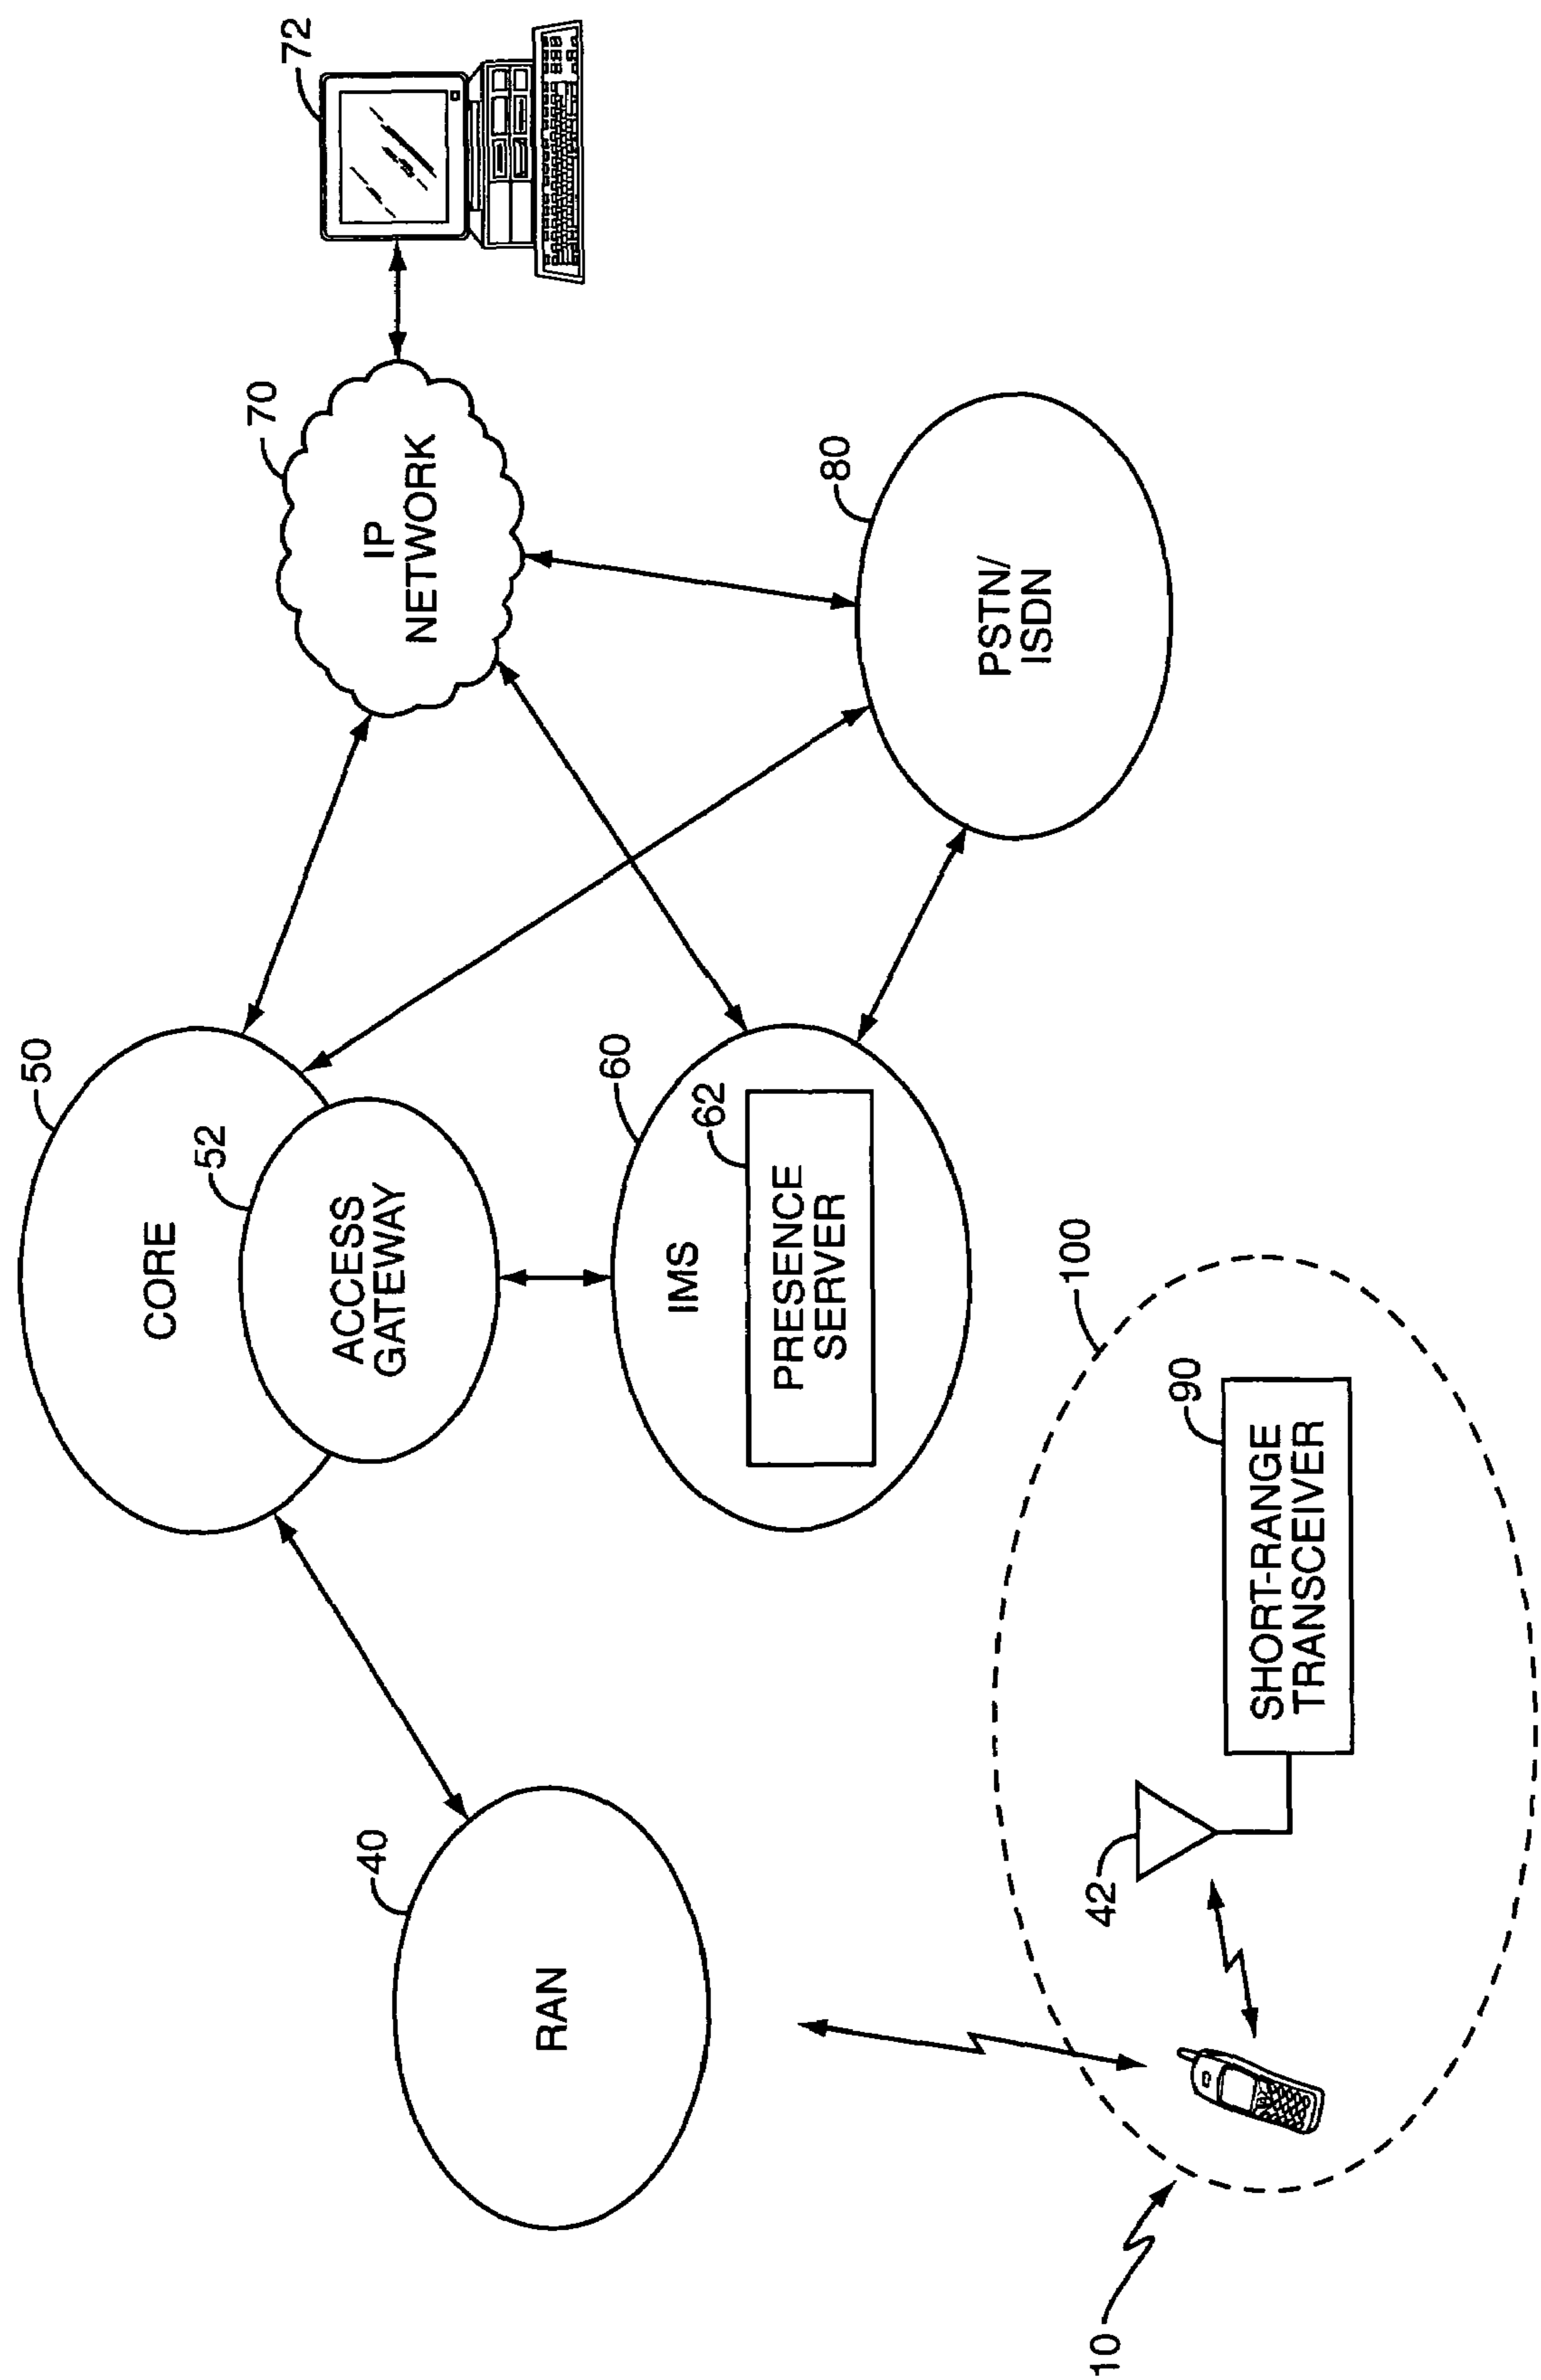 50
CORE
52
ACCESS
GATEWAY
40
RAN
60
IMS
62
PRESENCE
SERVER
70
IP
NETWORK
72
80
PSTN/
ISDN
100
90
SHORT-RANGE
TRANSCEIVER
42
10